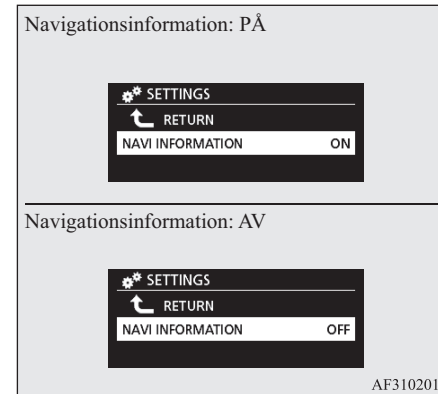 Navigationsinformation: PÅ
SETTINGS
RETURN
NAVI INFORMATION ON
Navigationsinformation: AV
SETTINGS
RETURN
NAVI INFORMATION OFF
AF310201